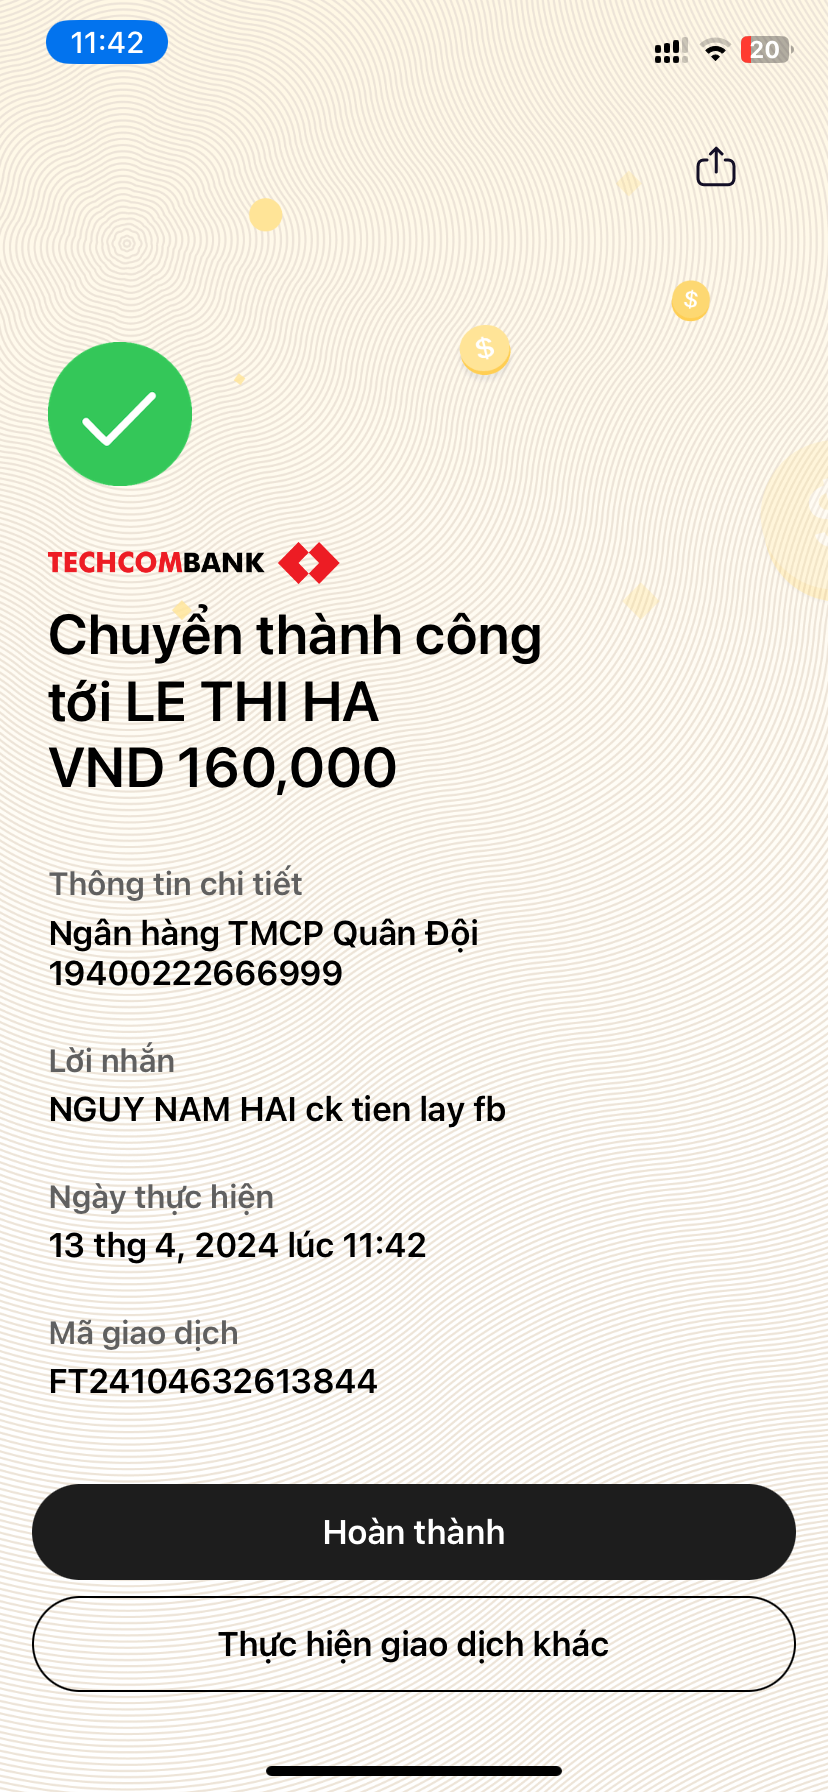 11:42
20
TECHCOMBANK
Chuyển thành công
tới LE THI HA
VND 160,000
Thông tin chi tiết
Ngân hàng TMCP Quân Đội
19400222666999
Lời nhắn
NGUY NAM HAI ck tien lay fb
Ngày thực hiện
13 thg 4, 2024 lúc 11:42
Mã giao dịch
FT24104632613844
Hoàn thành
Thực hiện giao dịch khác